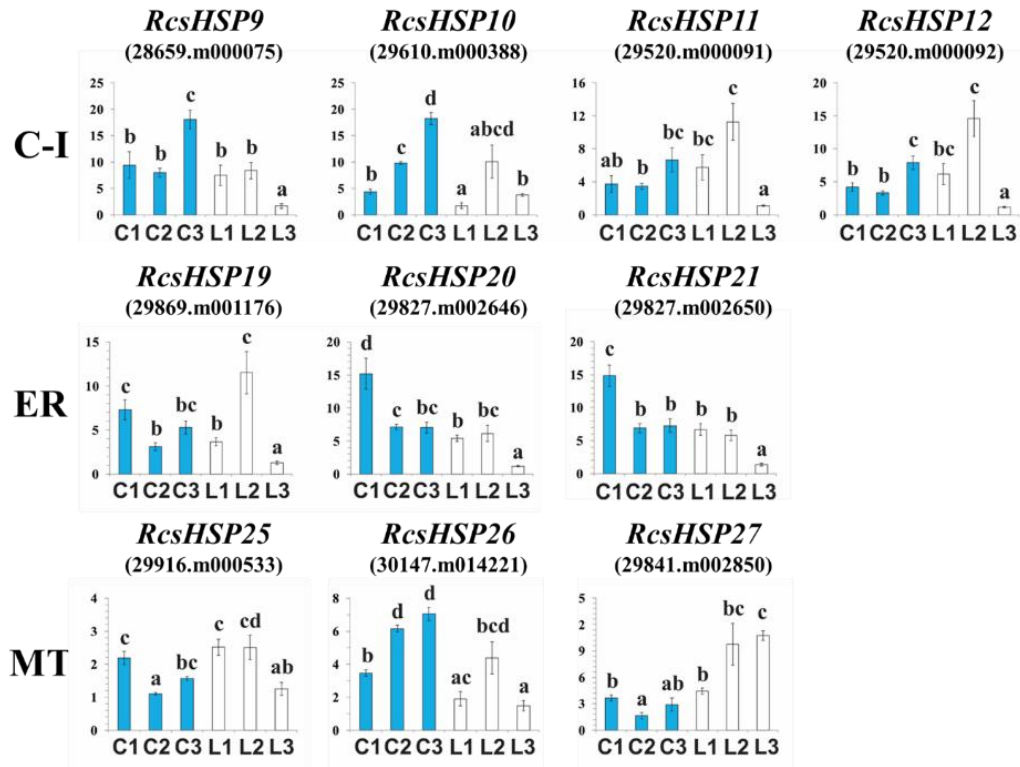 RcsHSP9
(28659.m000075)
RcsHSP10
(29610.m000388)
RcsHSP11
(29520.m000091)
RcsHSP12
(29520.m000092)
C-I
25
20
15
10
5
0
b b c b b a
C1 C2 C3 L1 L2 L3
25
20
15
10
5
0
b c d a abcd b
C1 C2 C3 L1 L2 L3
16
12
8
4
0
ab b bc bc c a
C1 C2 C3 L1 L2 L3
20
15
10
5
0
b b c bc c a
C1 C2 C3 L1 L2 L3
RcsHSP19
(29869.m001176)
RcsHSP20
(29827.m002646)
RcsHSP21
(29827.m002650)
ER
15
10
5
0
c b bc b c a
C1 C2 C3 L1 L2 L3
20
15
10
5
0
d c bc b bc a
C1 C2 C3 L1 L2 L3
20
15
10
5
0
c b b b b a
C1 C2 C3 L1 L2 L3
RcsHSP25
(29916.m000533)
RcsHSP26
(30147.m014221)
RcsHSP27
(29841.m002850)
MT
4
3
2
1
0
c a bc c cd ab
C1 C2 C3 L1 L2 L3
8
6
4
2
0
b d d ac bcd a
C1 C2 C3 L1 L2 L3
5
2
3
0
b a ab b bc c
C1 C2 C3 L1 L2 L3